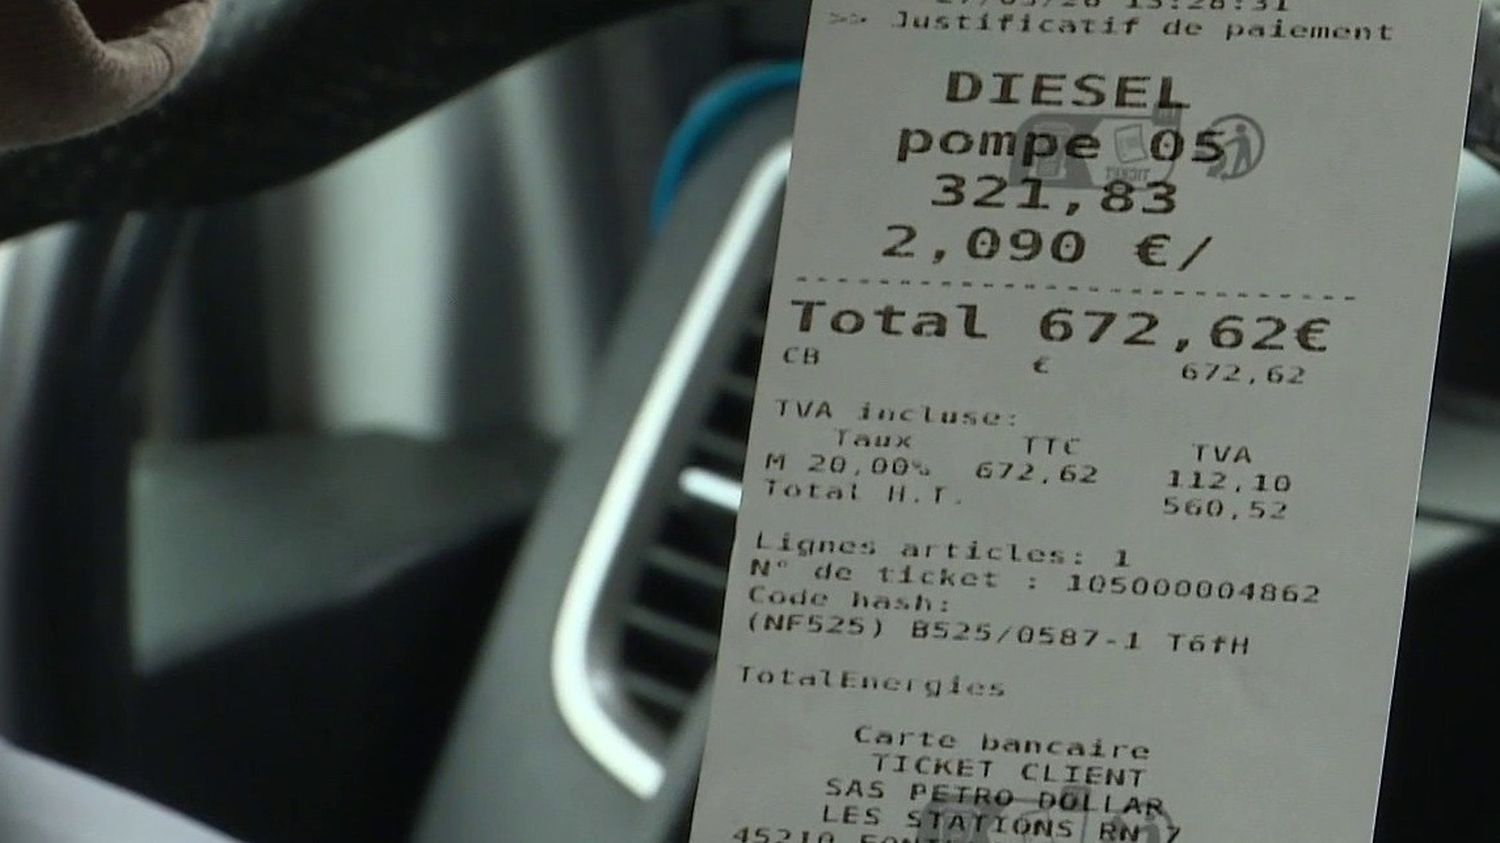 >> Justificatif de paiement
DIESEL
pompe 05
321,83
2,090 €/
Total 672,62€
CB € 672,62
TVA incluse:
Taux TTC TVA
M 20,00% 672,62 112,10
Total H.T. 560,52
Lignes articles: 1
N° de ticket : 105000004862
Code hash:
(NF525) B525/0587-1 T6fH
TotalEnergies
Carte bancaire
TICKET CLIENT
SAS PETRO DOLLAR
LES STATIONS RN 7
45210